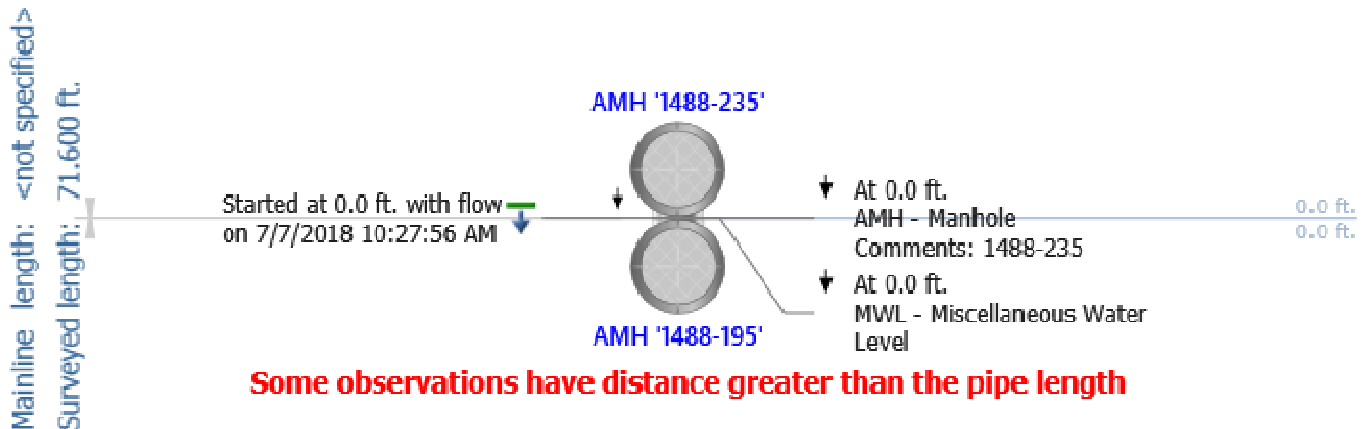 Mainline length: <not specified>
Surveyed length: 71.600 ft.
AMH '1488-235'
Started at 0.0 ft. with flow
on 7/7/2018 10:27:56 AM
At 0.0 ft.
AMH - Manhole
Comments: 1488-235
0.0 ft.
0.0 ft.
At 0.0 ft.
MWL - Miscellaneous Water
Level
AMH '1488-195'
Some observations have distance greater than the pipe length